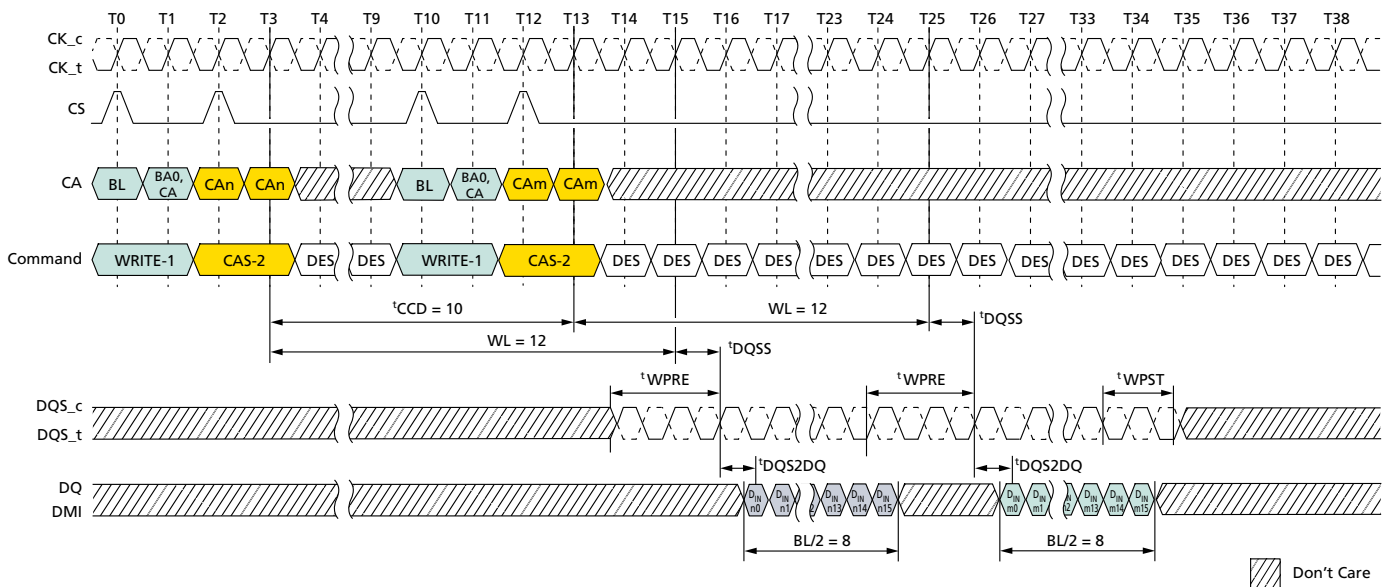 T0 T1 T2 T3 T4 T9 T10 T11 T12 T13 T14 T15 T16 T17 T23 T24 T25 T26 T27 T33 T34 T35 T36 T37 T38
CK_c
CK_t
CS
CA BL BA0, CA CAn CAn BL BA0, CA CAm CAm
Command WRITE-1 CAS-2 DES DES WRITE-1 CAS-2 DES DES DES DES DES DES DES DES DES DES DES DES DES DES DES
tCCD = 10 WL = 12 tDQSS
WL = 12 tDQSS
tWPRE tWPRE tWPST
DQS_c
DQS_t
tDQS2DQ tDQS2DQ
DQ DIN n0 DIN n1 DIN n13 DIN n14 DIN n15 DIN m0 DIN m1 DIN m13 DIN m14 DIN m15
DMI
BL/2 = 8 BL/2 = 8
Don't Care